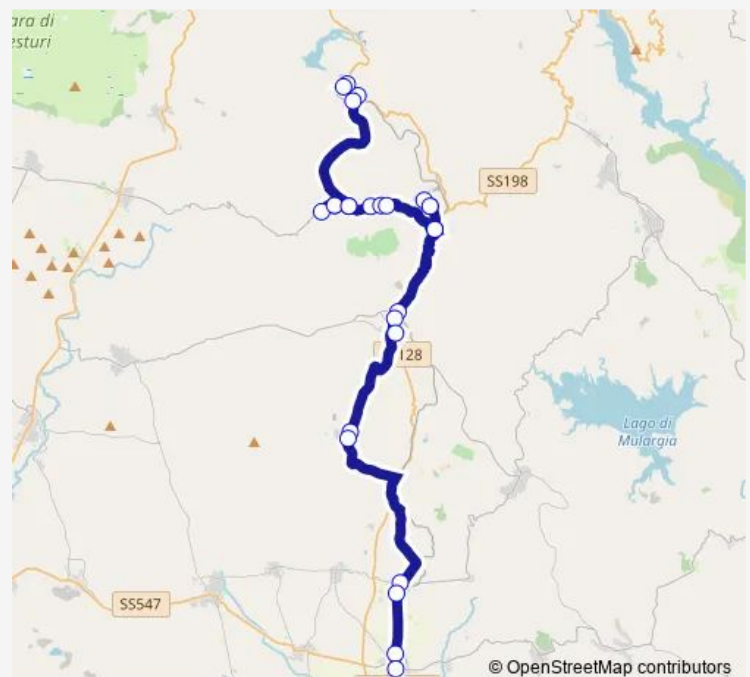 ara di
esturi
SS198
128
Lago di
Mulargia
SS547
© OpenStreetMap contributors